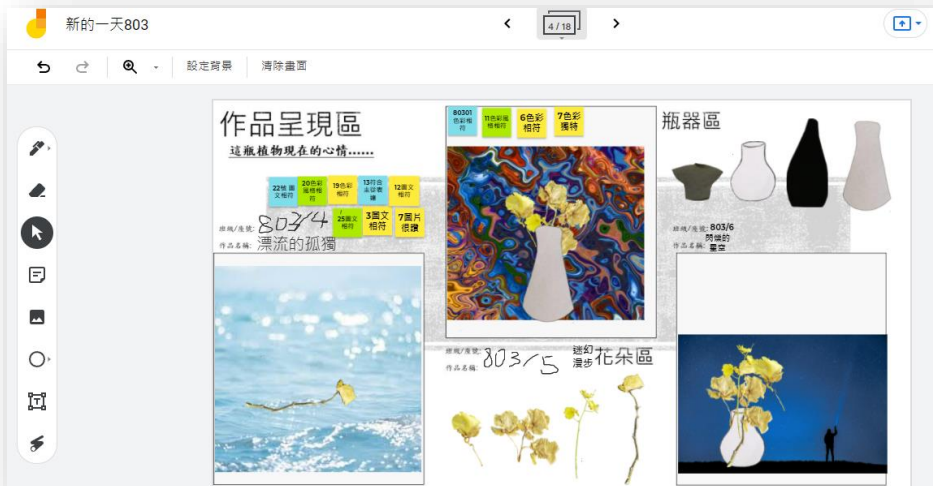 新的一天803
4 / 18
設定背景
清除畫面
作品呈現區
這瓶植物現在的心情......
22號 圖文相符
20色彩風格相符
19色彩相符
13符合主從意
12圖文相符
/
25圖文相符
3圖文相符
7圖片很讚
班級/座號:
803/4
作品名稱:
漂流的孤獨
80301
色彩相符
11色彩風格相符
6色彩相符
7色彩獨特
班級/座號:
803/5
作品名稱:
迷幻漫步
花朵區
瓶器區
班級/座號: 803/6
作品名稱:
閃爍的星空
T